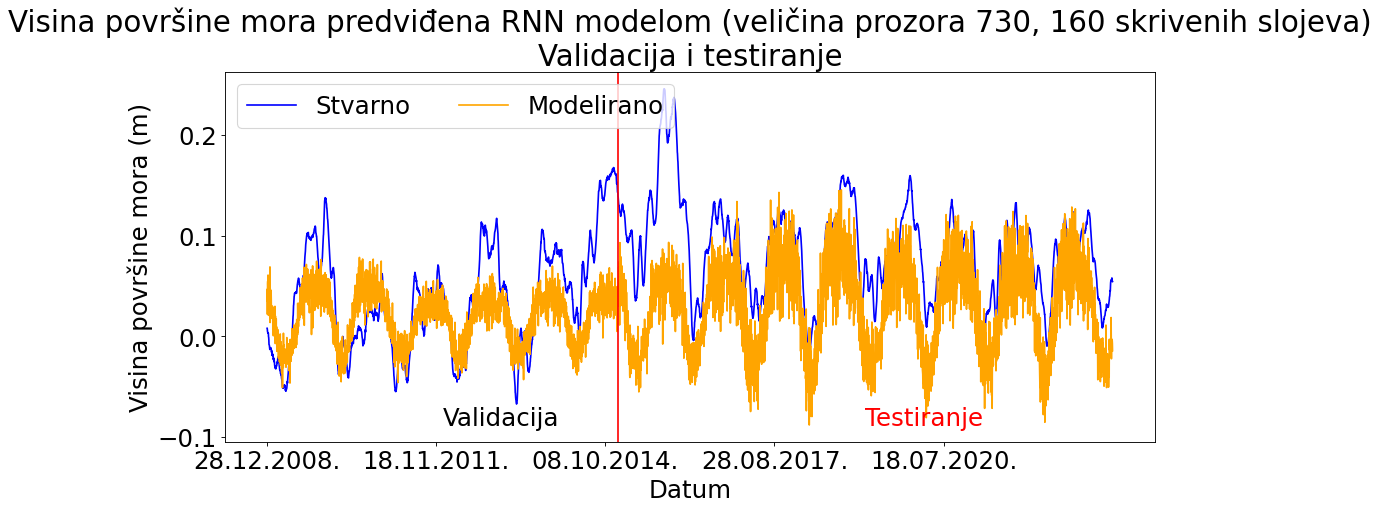 Visina površine mora predviđena RNN modelom (veličina prozora 730, 160 skrivenih slojeva)
Validacija i testiranje
Stvarno
Modelirano
Visina površine mora (m)
0.2
0.1
0.0
−0.1
Validacija
Testiranje
28.12.2008.
18.11.2011.
08.10.2014.
28.08.2017.
18.07.2020.
Datum